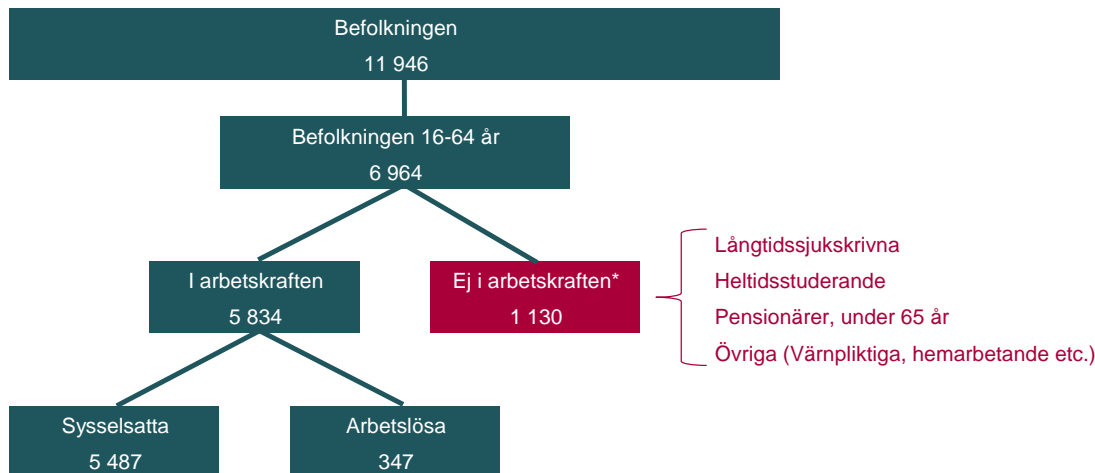 Befolkningen
11 946
Befolkningen 16-64 år
6 964
I arbetskraften
5 834
Ej i arbetskraften*
1 130
Långtidssjukskrivna
Heltidsstuderande
Pensionärer, under 65 år
Övriga (Värnpliktiga, hemarbetande etc.)
Sysselsatta
5 487
Arbetslösa
347